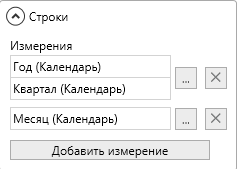 Строки
Измерения
Год (Календарь)
Квартал (Календарь)
...
Месяц (Календарь)
...
Добавить измерение